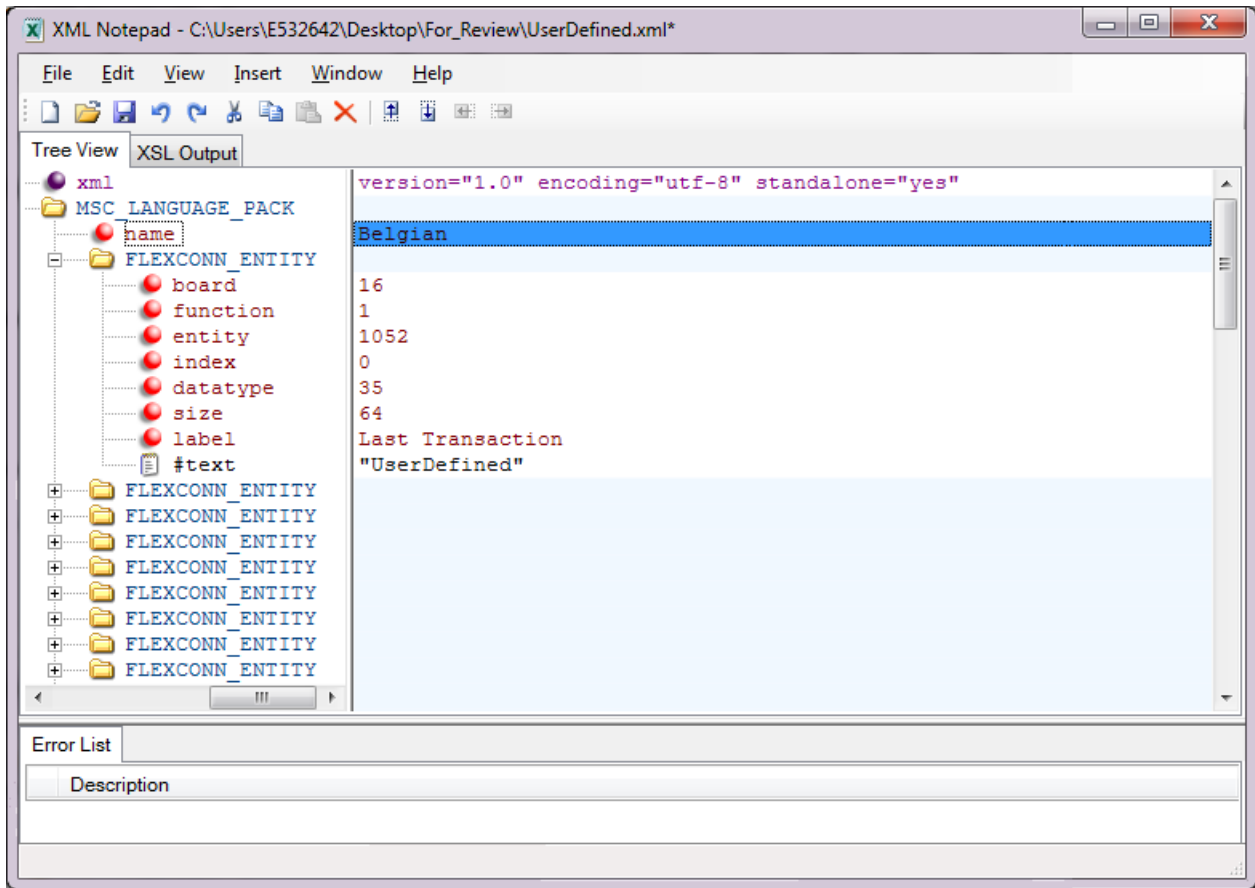 XML Notepad - C:\Users\E532642\Desktop\For_Review\UserDefined.xml*
File Edit View Insert Window Help
Tree View XSL Output
xml version="1.0" encoding="utf-8" standalone="yes"
MSC_LANGUAGE_PACK
name Belgian
FLEXCONN_ENTITY
board 16
function 1
entity 1052
index 0
datatype 35
size 64
label Last Transaction
#text "UserDefined"
FLEXCONN_ENTITY
FLEXCONN_ENTITY
FLEXCONN_ENTITY
FLEXCONN_ENTITY
FLEXCONN_ENTITY
FLEXCONN_ENTITY
FLEXCONN_ENTITY
FLEXCONN_ENTITY
Error List
Description